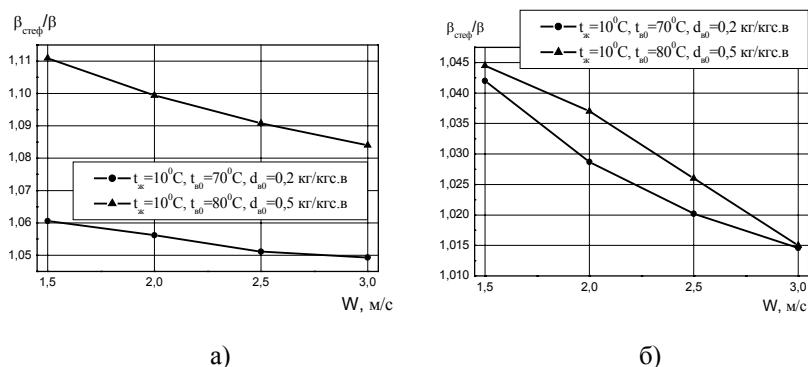 β_стеф/β
1,11
1,10
1,09
1,08
1,07
1,06
1,05
t_ж=10⁰C, t_в0=70⁰C, d_в0=0,2 кг/кгс.в
t_ж=10⁰C, t_в0=80⁰C, d_в0=0,5 кг/кгс.в
1,5 2,0 2,5 3,0
W, м/с
а)
β_стеф/β
t_ж=10⁰C, t_в0=70⁰C, d_в0=0,2 кг/кгс.в
t_ж=10⁰C, t_в0=80⁰C, d_в0=0,5 кг/кгс.в
1,045
1,040
1,035
1,030
1,025
1,020
1,015
1,010
1,5 2,0 2,5 3,0
W, м/с
б)